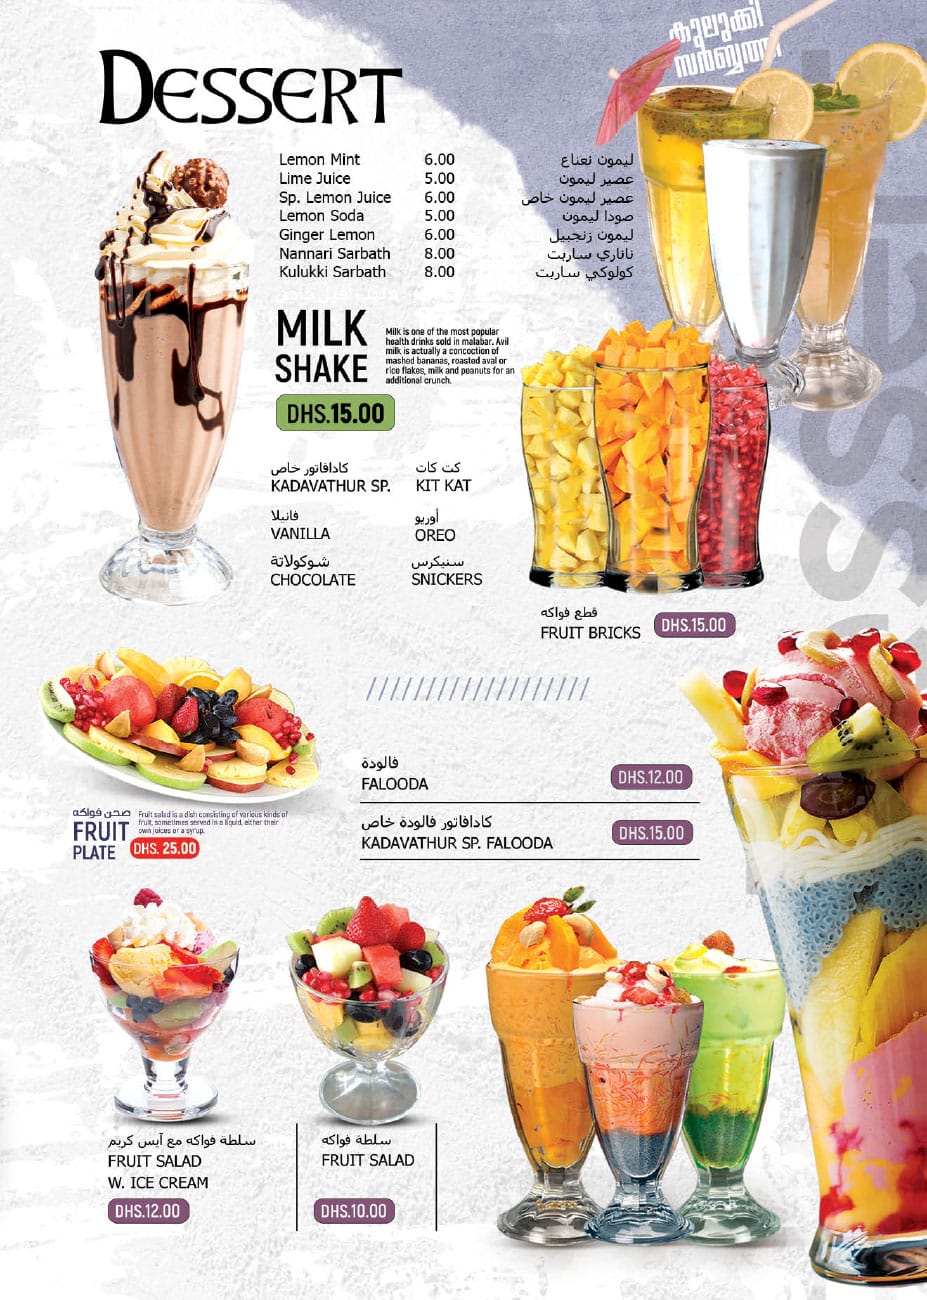 കുലുക്കി
സർബ്ബത്ത്
DESSERT
Lemon Mint 6.00 ليمون نعناع
Lime Juice 5.00 عصير ليمون
Sp. Lemon Juice 6.00 عصير ليمون خاص
Lemon Soda 5.00 صودا ليمون
Ginger Lemon 6.00 ليمون زنجبيل
Nannari Sarbath 8.00 ناناري ساربت
Kulukki Sarbath 8.00 كولوكي ساربت
MILK
SHAKE
Milk is one of the most popular
health drinks sold in malabar. Avil
milk is actually a concoction of
mashed bananas, roasted aval or
rice flakes, milk and peanuts for an
additional crunch.
DHS.15.00
كادافاتور خاص
KADAVATHUR SP.
كت كات
KIT KAT
فانيلا
VANILLA
أوريو
OREO
شوكولاتة
CHOCOLATE
سنيكرس
SNICKERS
قطع فواكه
FRUIT BRICKS
DHS.15.00
صحن فواكه
FRUIT
PLATE
Fruit salad is a dish consisting of various kinds of
fruit, sometimes served in a liquid, either their
own juices or a syrup.
DHS. 25.00
فالودة
FALOODA
DHS.12.00
كادافاتور فالودة خاص
KADAVATHUR SP. FALOODA
DHS.15.00
سلطة فواكه مع آيس كريم
FRUIT SALAD
W. ICE CREAM
DHS.12.00
سلطة فواكه
FRUIT SALAD
DHS.10.00